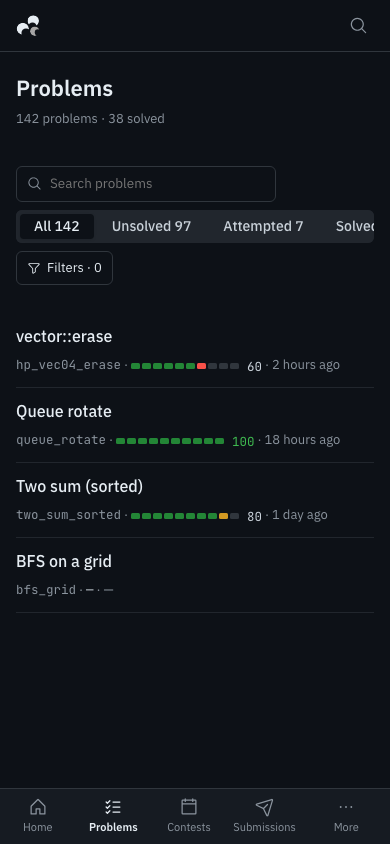 Problems
142 problems · 38 solved
Search problems
All 142 Unsolved 97 Attempted 7 Solved
Filters · 0
vector::erase
hp_vec04_erase · 60 · 2 hours ago
Queue rotate
queue_rotate · 100 · 18 hours ago
Two sum (sorted)
two_sum_sorted · 80 · 1 day ago
BFS on a grid
bfs_grid · — · —
Home Problems Contests Submissions More